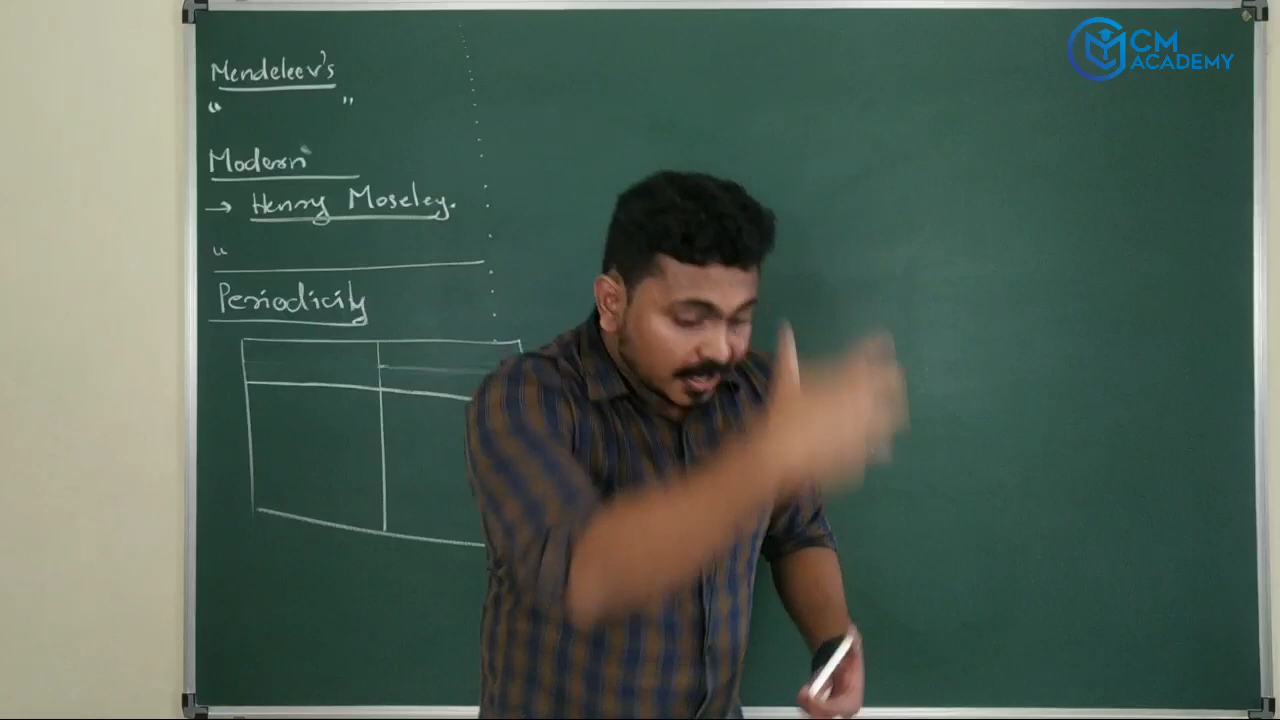 Mendeleev's
“ ”
Modern
→ Henry Moseley.
“
Periodicity
CM
ACADEMY